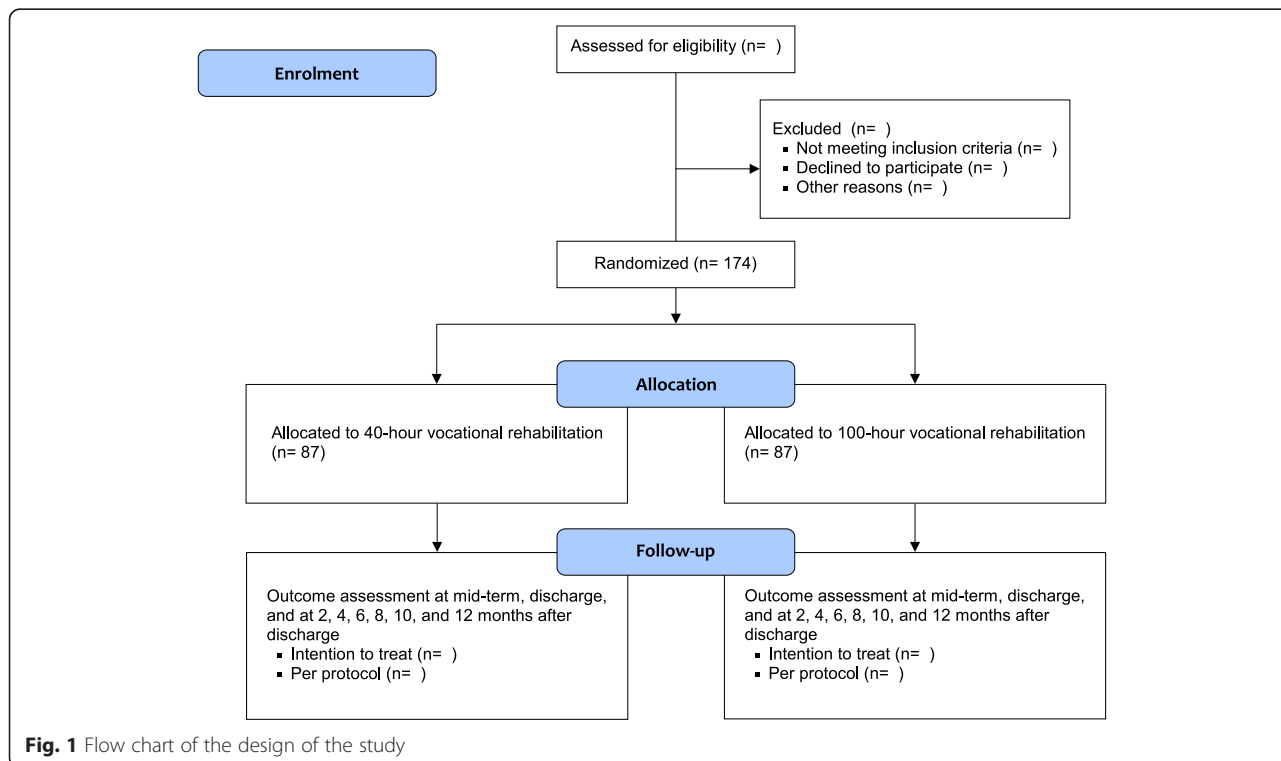 Assessed for eligibility (n=  )
Enrolment
Excluded  (n=  )
▪ Not meeting inclusion criteria (n=  )
▪ Declined to participate (n=  )
▪ Other reasons (n=  )
Randomized (n= 174)
Allocation
Allocated to 40-hour vocational rehabilitation
(n= 87)
Allocated to 100-hour vocational rehabilitation
(n= 87)
Follow-up
Outcome assessment at mid-term, discharge,
and at 2, 4, 6, 8, 10, and 12 months after
discharge
▪ Intention to treat (n=  )
▪ Per protocol (n=  )
Outcome assessment at mid-term, discharge,
and at 2, 4, 6, 8, 10, and 12 months after
discharge
▪ Intention to treat (n=  )
▪ Per protocol (n=  )
Fig. 1 Flow chart of the design of the study